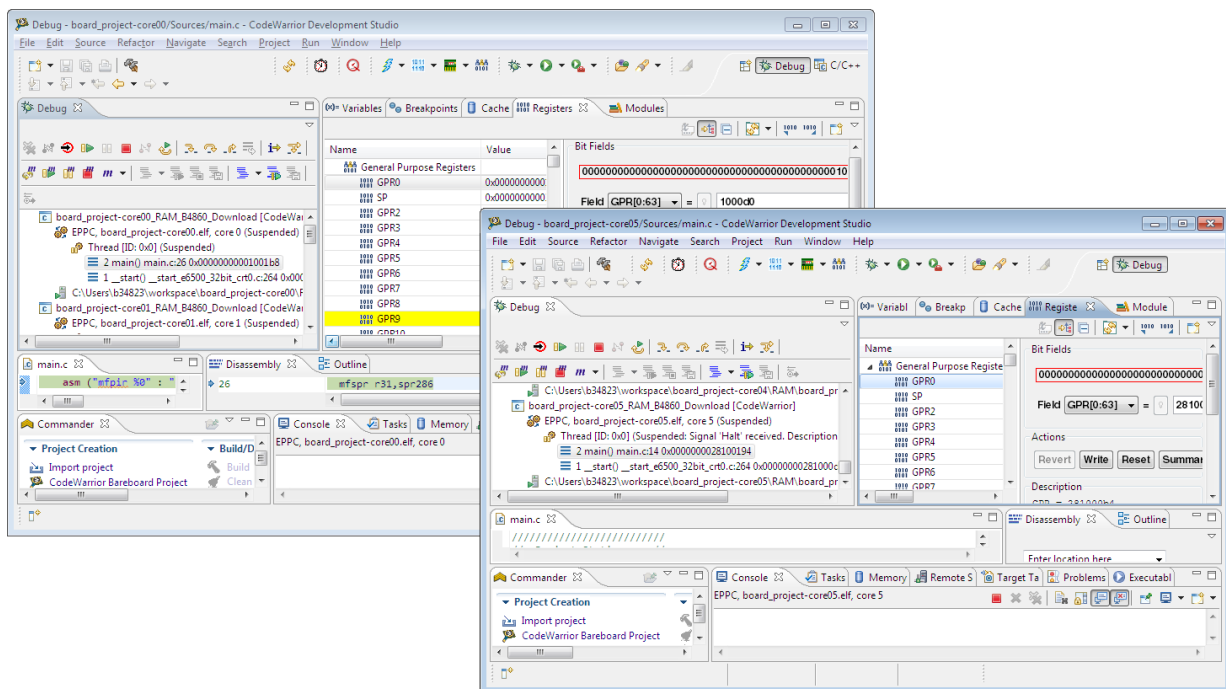 Debug - board_project-core00/Sources/main.c - CodeWarrior Development Studio
File Edit Source Refactor Navigate Search Project Run Window Help
Debug C/C++
Debug
(x)= Variables Breakpoints Cache Registers Modules
Name Value
General Purpose Registers
GPR0 0x0000000000
SP 0x0000000000
GPR2
GPR3
GPR4
GPR5
GPR6
GPR7
GPR8
GPR9
GPR10
Bit Fields
Field GPR[0:63] = 1000d0
board_project-core00_RAM_B4860_Download [CodeWar
EPPC, board_project-core00.elf, core 0 (Suspended)
Thread [ID: 0x0] (Suspended)
2 main() main.c:26 0x00000000001001b8
1 __start() __start_e6500_32bit_crt0.c:264 0x000
C:\Users\b34823\workspace\board_project-core00\
board_project-core01_RAM_B4860_Download [CodeWar
EPPC, board_project-core01.elf, core 1 (Suspended)
main.c
asm ("mfpir %0" : "
Disassembly Outline
26 mfspr r31,spr286
Commander
Project Creation Build/D
Import project Build
CodeWarrior Bareboard Project Clean
Console Tasks Memory
EPPC, board_project-core00.elf, core 0
Debug - board_project-core05/Sources/main.c - CodeWarrior Development Studio
File Edit Source Refactor Navigate Search Project Run Window Help
Debug
Debug
(x)= Variabl Breakp Cache Registe Module
C:\Users\b34823\workspace\board_project-core04\RAM\board_pr
board_project-core05_RAM_B4860_Download [CodeWarrior]
EPPC, board_project-core05.elf, core 5 (Suspended)
Thread [ID: 0x0] (Suspended: Signal 'Halt' received. Description
2 main() main.c:14 0x0000000028100194
1 __start() __start_e6500_32bit_crt0.c:264 0x00000000281000c
C:\Users\b34823\workspace\board_project-core05\RAM\board_pr
Name
General Purpose Registe
GPR0
SP
GPR2
GPR3
GPR4
GPR5
GPR6
GPR7
Bit Fields
Field GPR[0:63] = 28100
Actions
Revert Write Reset Summar
Description
GPR = 281000b4
main.c
///////////////////////////
Disassembly Outline
Enter location here
Commander
Project Creation
Import project
CodeWarrior Bareboard Project
Console Tasks Memory Remote S Target Ta Problems Executabl
EPPC, board_project-core05.elf, core 5